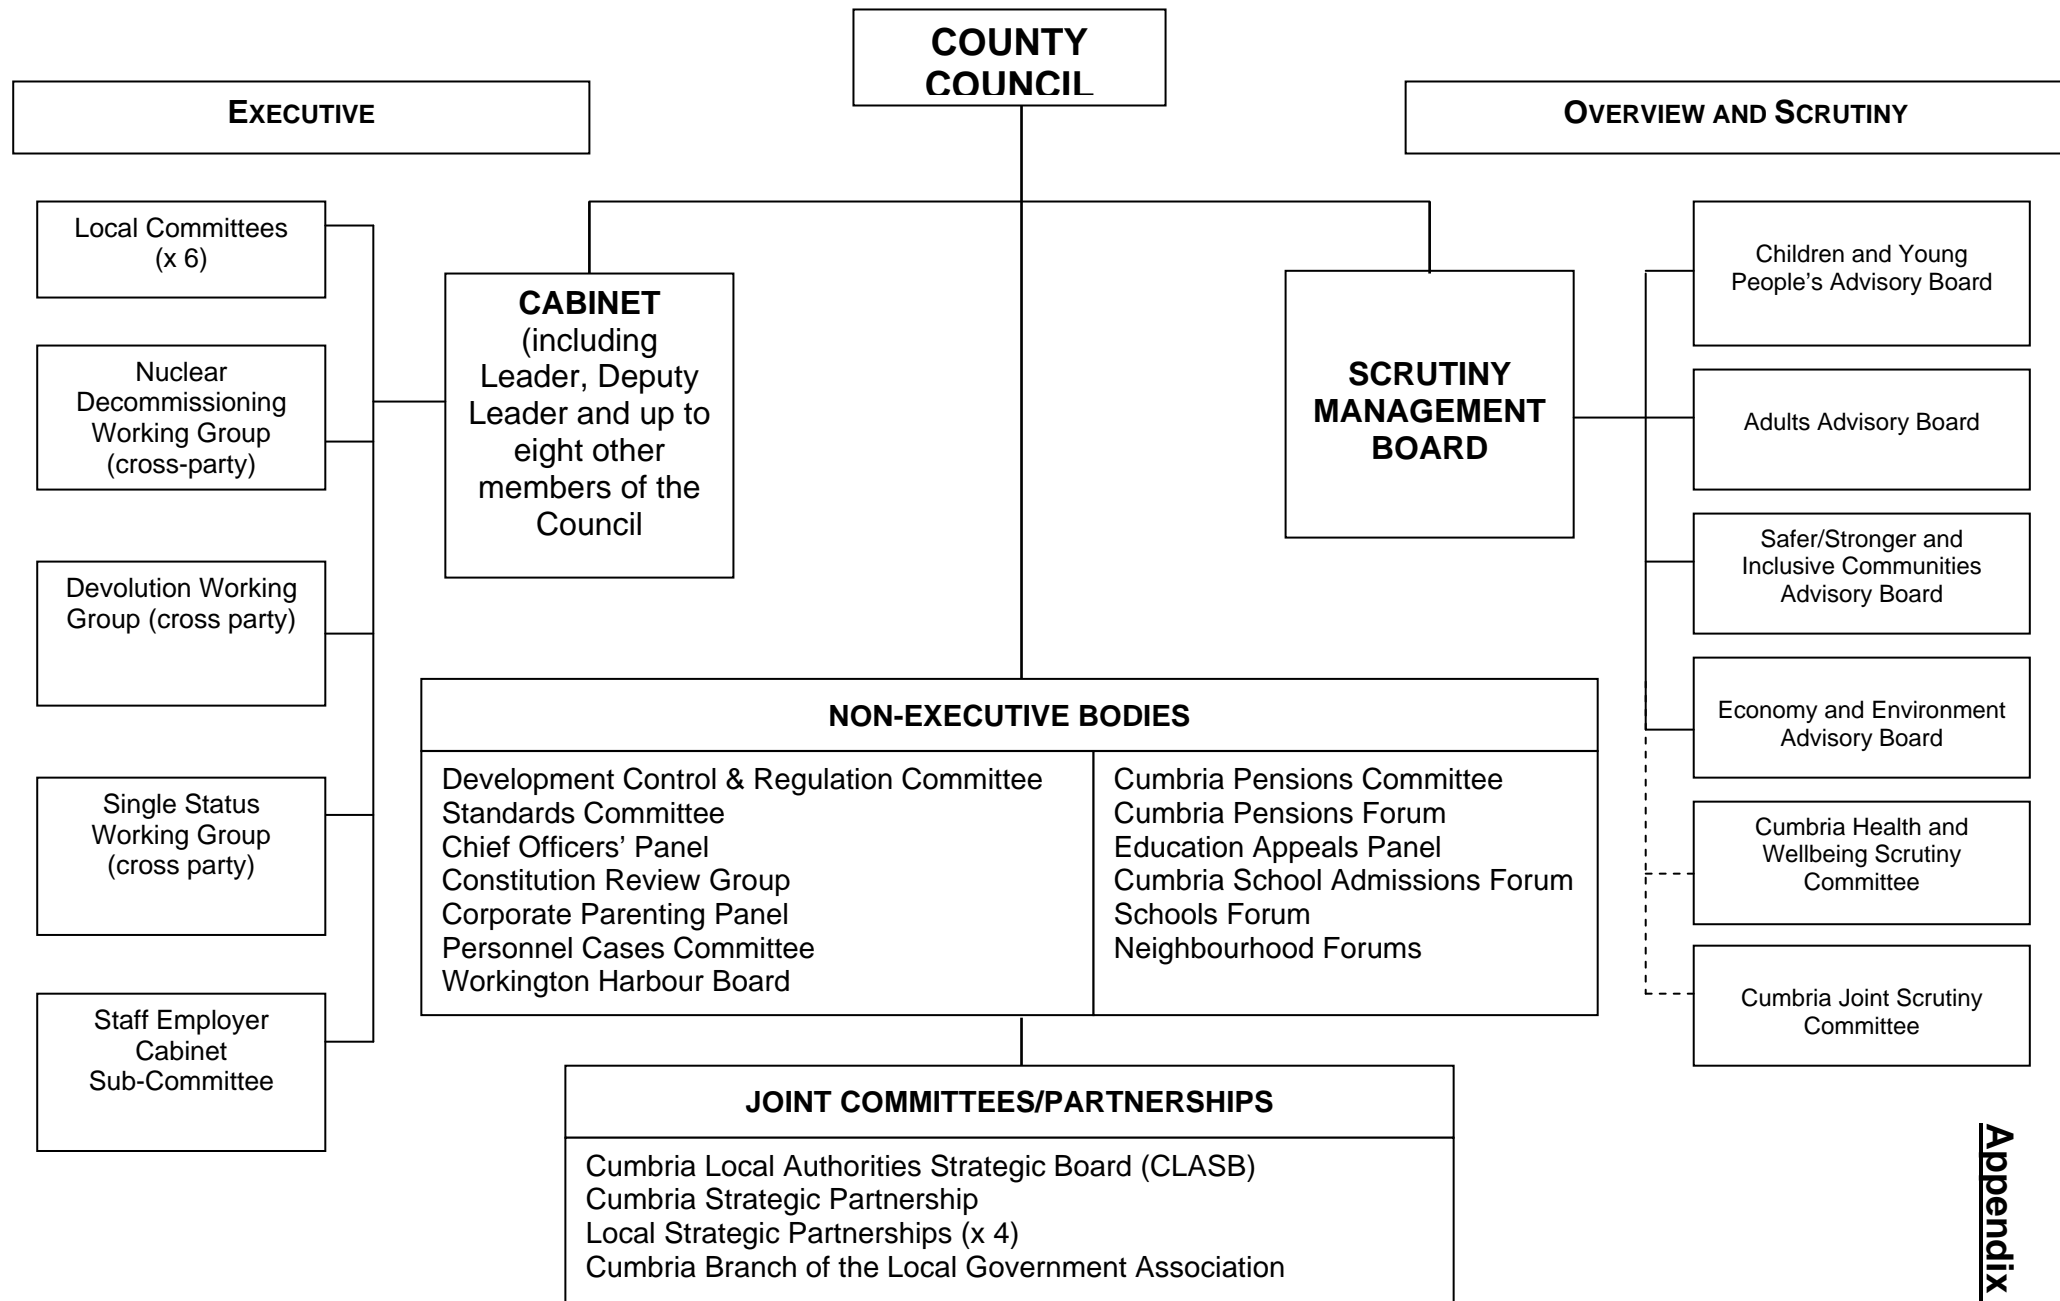 COUNTY
COUNCIL
EXECUTIVE
OVERVIEW AND SCRUTINY
Local Committees
(x 6)
Nuclear
Decommissioning
Working Group
(cross-party)
Devolution Working
Group (cross party)
Single Status
Working Group
(cross party)
Staff Employer
Cabinet
Sub-Committee
CABINET
(including
Leader, Deputy
Leader and up to
eight other
members of the
Council
SCRUTINY
MANAGEMENT
BOARD
Children and Young
People’s Advisory Board
Adults Advisory Board
Safer/Stronger and
Inclusive Communities
Advisory Board
Economy and Environment
Advisory Board
Cumbria Health and
Wellbeing Scrutiny
Committee
Cumbria Joint Scrutiny
Committee
NON-EXECUTIVE BODIES
Development Control & Regulation Committee
Standards Committee
Chief Officers’ Panel
Constitution Review Group
Corporate Parenting Panel
Personnel Cases Committee
Workington Harbour Board
Cumbria Pensions Committee
Cumbria Pensions Forum
Education Appeals Panel
Cumbria School Admissions Forum
Schools Forum
Neighbourhood Forums
JOINT COMMITTEES/PARTNERSHIPS
Cumbria Local Authorities Strategic Board (CLASB)
Cumbria Strategic Partnership
Local Strategic Partnerships (x 4)
Cumbria Branch of the Local Government Association
Appendix